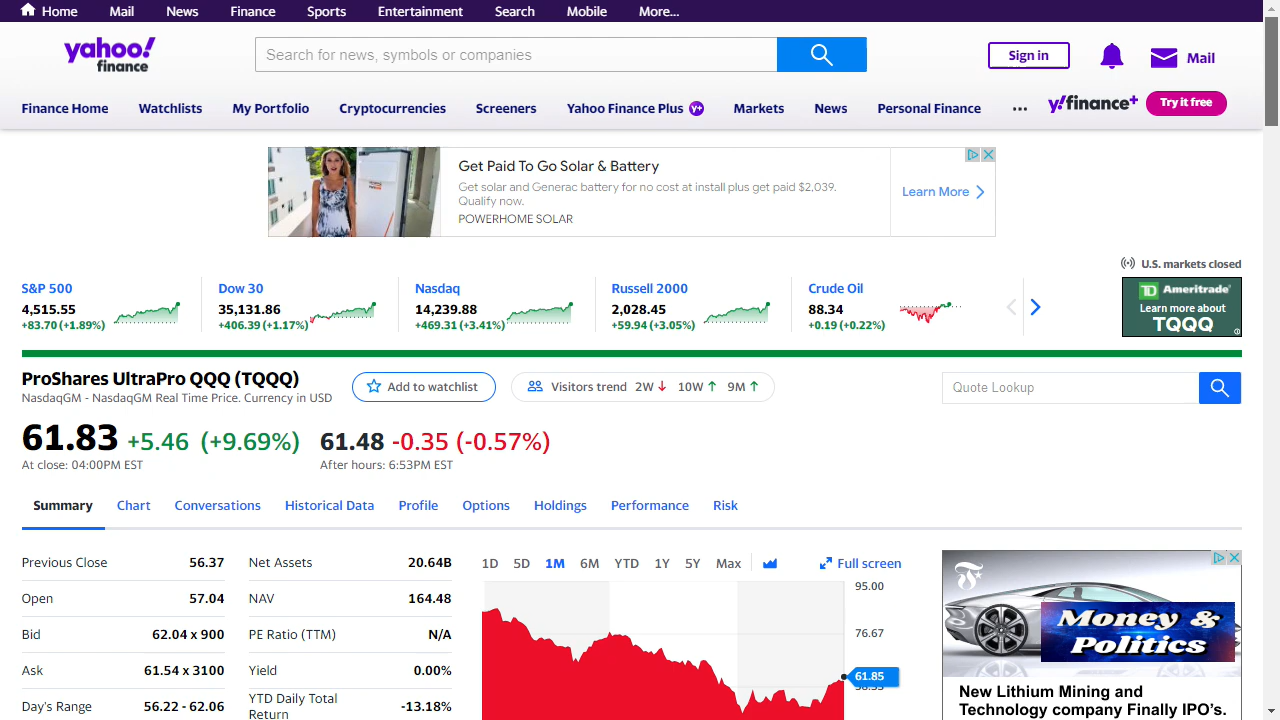 Home Mail News Finance Sports Entertainment Search Mobile More...
yahoo!
finance
Search for news, symbols or companies
Sign in
Mail
Finance Home Watchlists My Portfolio Cryptocurrencies Screeners Yahoo Finance Plus Y+ Markets News Personal Finance ... y!finance+ Try it free
Get Paid To Go Solar & Battery
Get solar and Generac battery for no cost at install plus get paid $2,039.
Qualify now.
POWERHOME SOLAR
Learn More
U.S. markets closed
S&P 500
4,515.55
+83.70 (+1.89%)
Dow 30
35,131.86
+406.39 (+1.17%)
Nasdaq
14,239.88
+469.31 (+3.41%)
Russell 2000
2,028.45
+59.94 (+3.05%)
Crude Oil
88.34
+0.19 (+0.22%)
TD Ameritrade
Learn more about
TQQQ
ProShares UltraPro QQQ (TQQQ)
NasdaqGM - NasdaqGM Real Time Price. Currency in USD
Add to watchlist
Visitors trend 2W ↓ 10W ↑ 9M ↑
Quote Lookup
61.83 +5.46 (+9.69%)
At close: 04:00PM EST
61.48 -0.35 (-0.57%)
After hours: 6:53PM EST
Summary Chart Conversations Historical Data Profile Options Holdings Performance Risk
Previous Close 56.37
Open 57.04
Bid 62.04 x 900
Ask 61.54 x 3100
Day's Range 56.22 - 62.06
Net Assets 20.64B
NAV 164.48
PE Ratio (TTM) N/A
Yield 0.00%
YTD Daily Total
Return -13.18%
1D 5D 1M 6M YTD 1Y 5Y Max
Full screen
95.00
76.67
61.85
Money &
Politics
New Lithium Mining and
Technology company Finally IPO's.